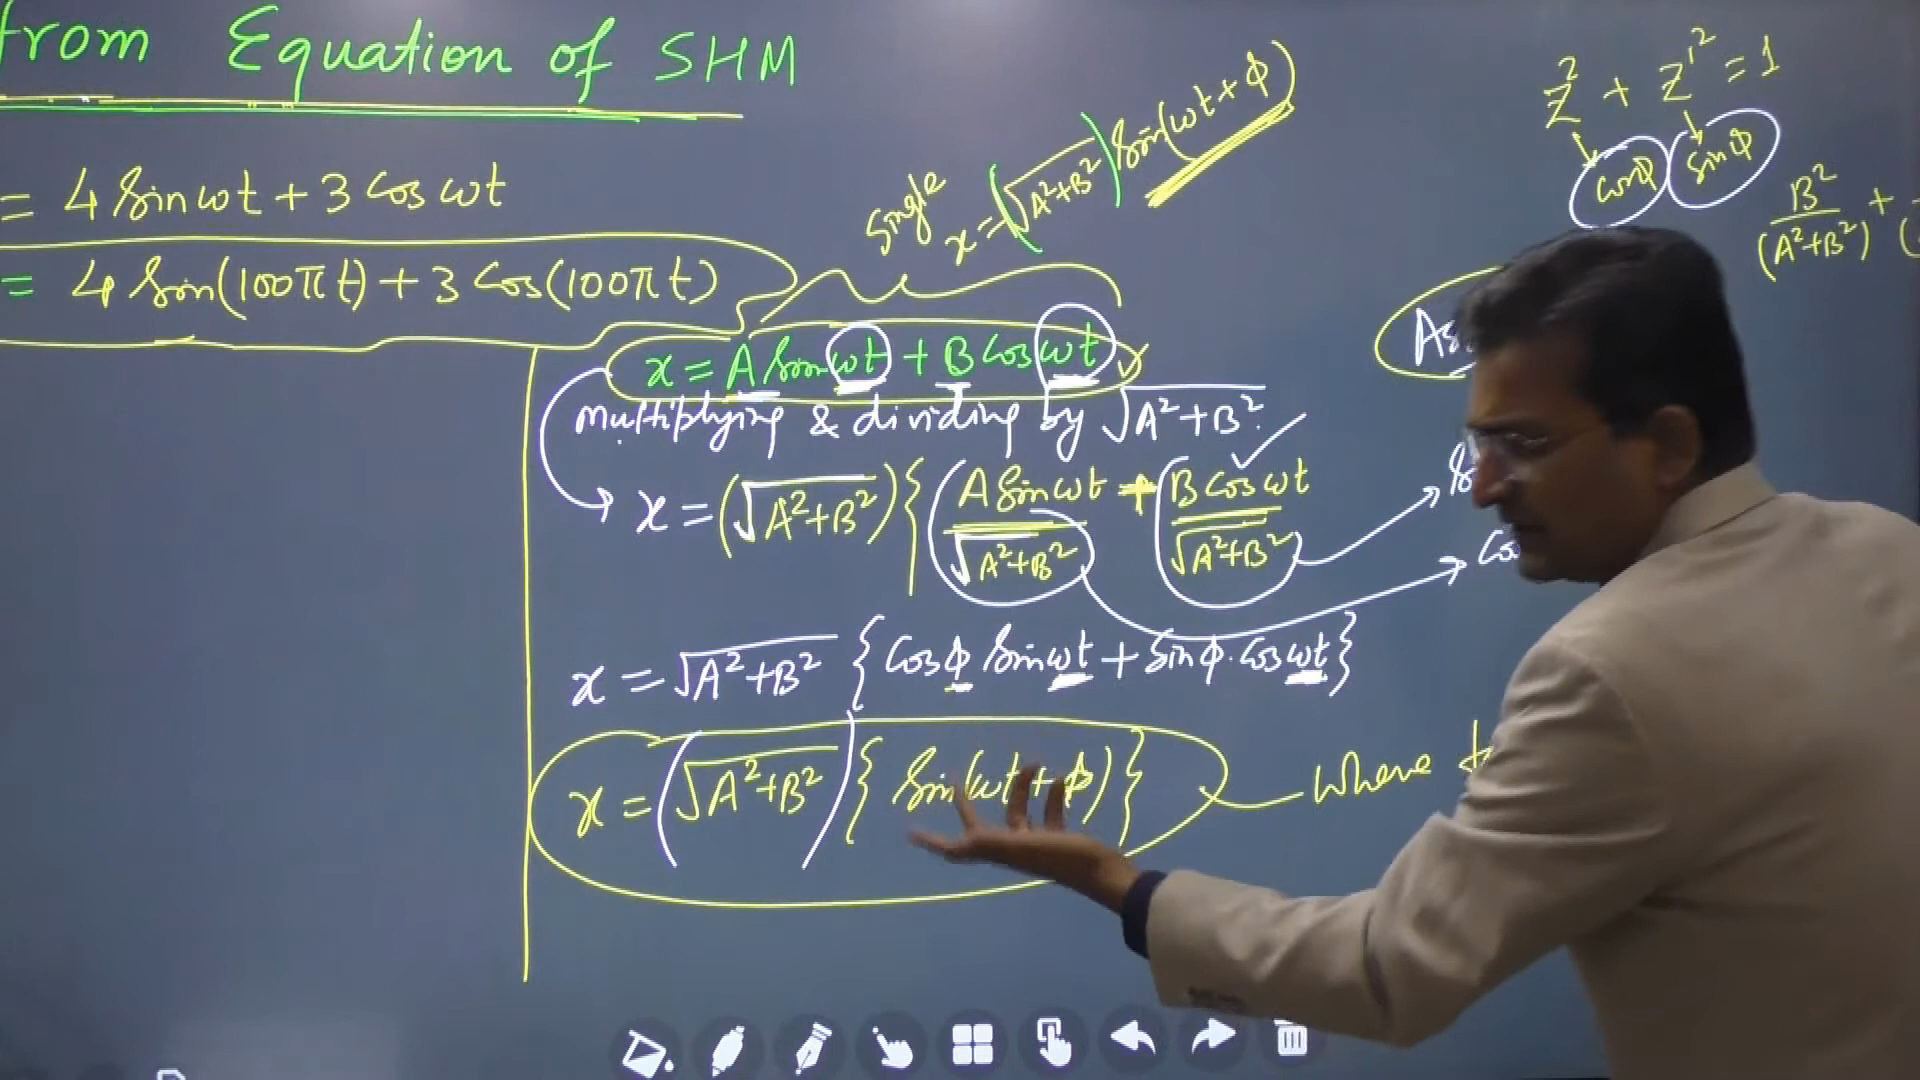 from Equation of SHM
= 4 Sin ωt + 3 Cos ωt
= 4 Sin(100πt) + 3 Cos(100πt)
Single
x = (√A²+B²) Sin(ωt + φ)
z² + z'² = 1
Cosφ Sinφ
B²/(A²+B²) +
x = A Sin ωt + B Cos ωt
Multiplying & dividing by √A²+B²
x = (√A²+B²) { A Sin ωt/√A²+B² + B Cos ωt/√A²+B²
x = √A²+B² { Cos φ Sin ωt + Sin φ · Cos ωt }
x = (√A²+B²) { Sin(ωt + φ) }
Where